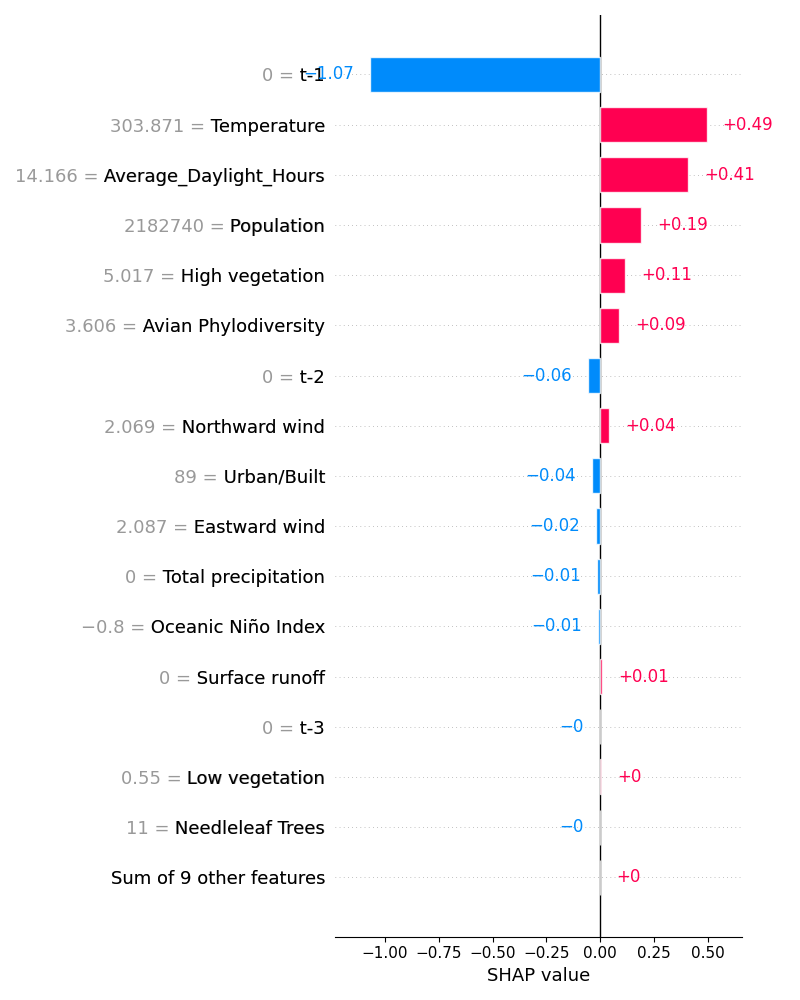 0 = t-1 −1.07
303.871 = Temperature +0.49
14.166 = Average_Daylight_Hours +0.41
2182740 = Population +0.19
5.017 = High vegetation +0.11
3.606 = Avian Phylodiversity +0.09
0 = t-2 −0.06
2.069 = Northward wind +0.04
89 = Urban/Built −0.04
2.087 = Eastward wind −0.02
0 = Total precipitation −0.01
−0.8 = Oceanic Niño Index −0.01
0 = Surface runoff +0.01
0 = t-3 −0
0.55 = Low vegetation +0
11 = Needleleaf Trees −0
Sum of 9 other features +0
−1.00 −0.75 −0.50 −0.25 0.00 0.25 0.50
SHAP value